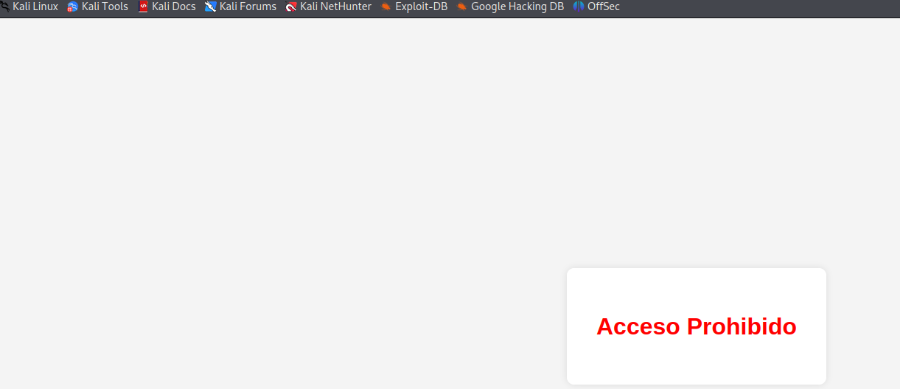 Kali Linux Kali Tools Kali Docs Kali Forums Kali NetHunter Exploit-DB Google Hacking DB OffSec
Acceso Prohibido